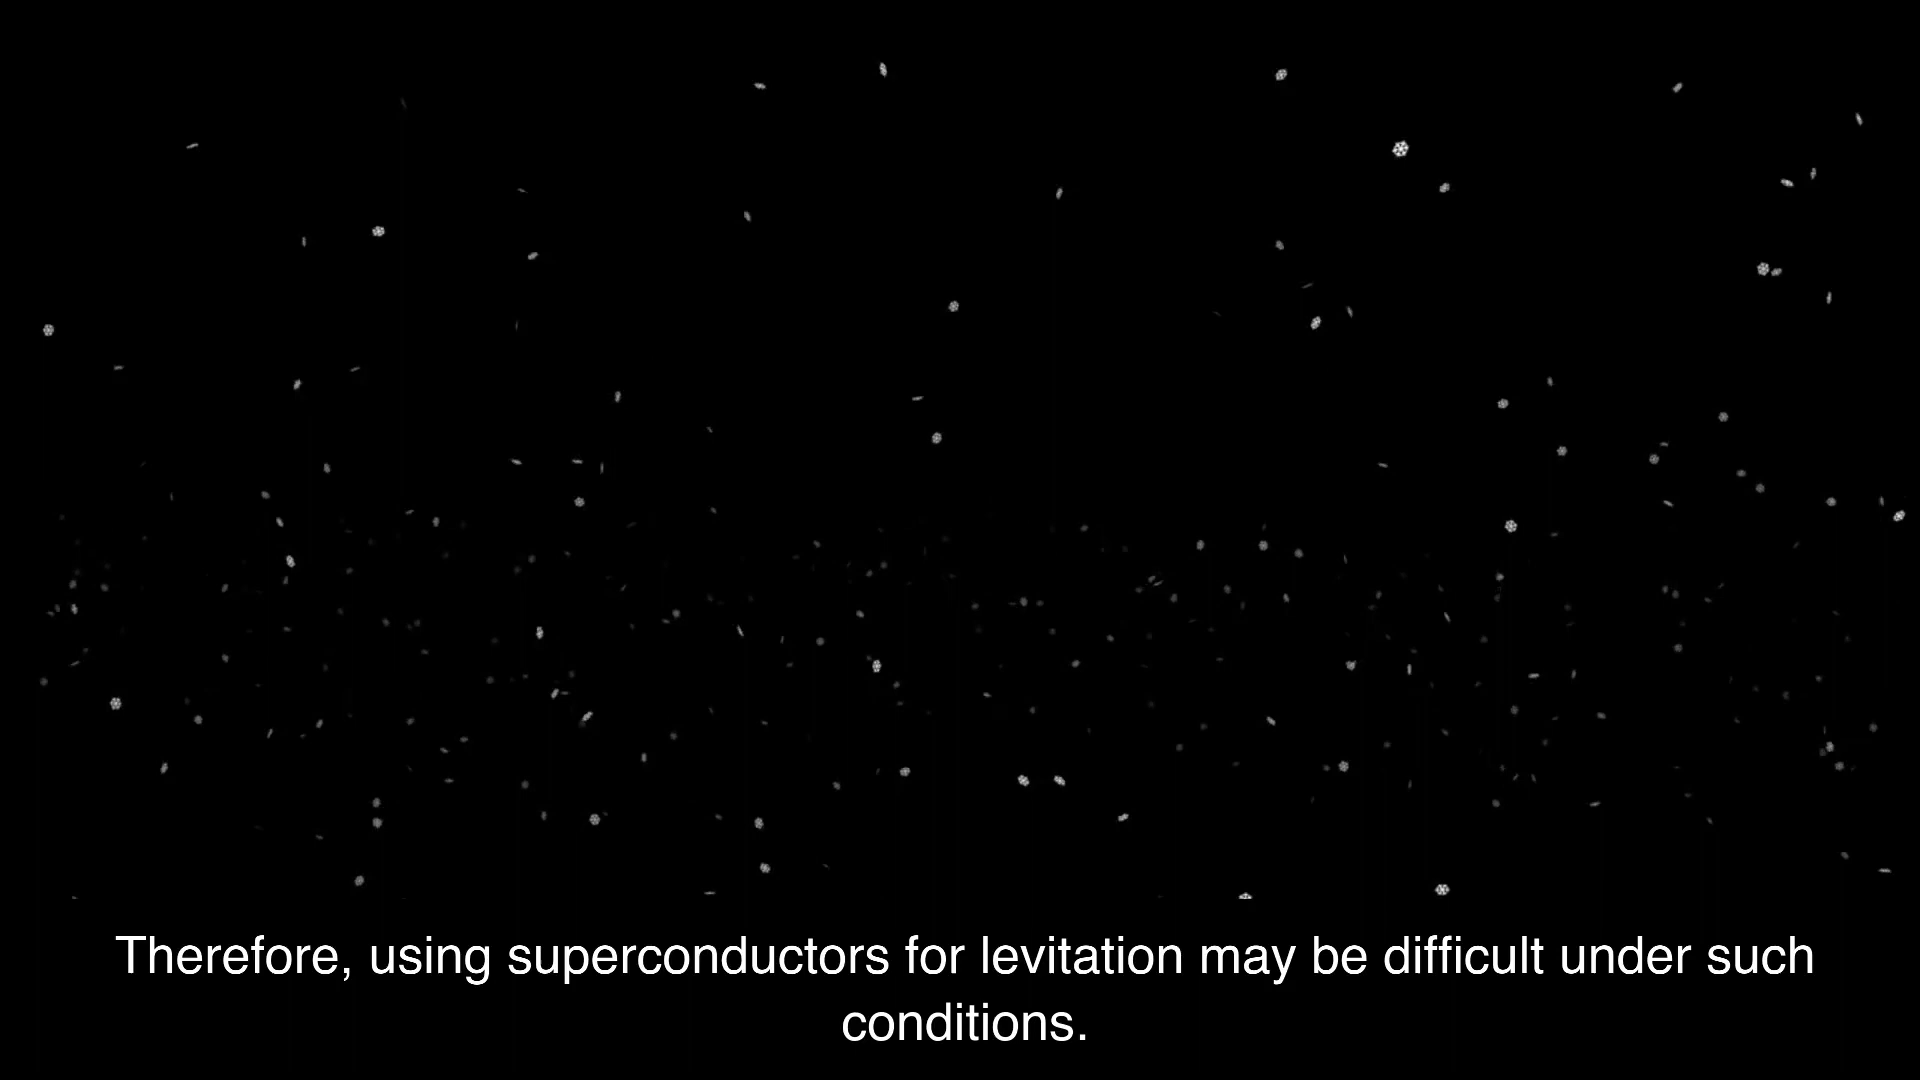 Therefore, using superconductors for levitation may be difficult under such
conditions.